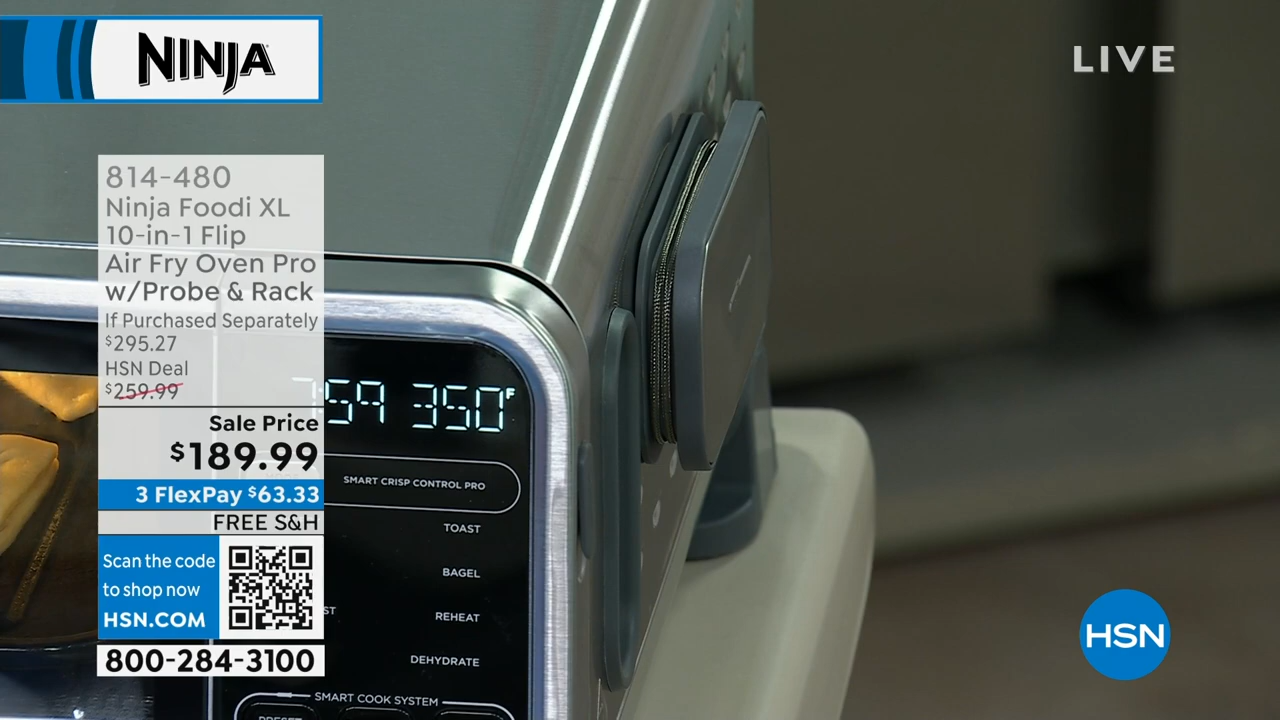 NINJA
LIVE
814-480
Ninja Foodi XL
10-in-1 Flip
Air Fry Oven Pro
w/Probe & Rack
If Purchased Separately
$295.27
HSN Deal
$259.99
Sale Price
$189.99
3 FlexPay $63.33
FREE S&H
Scan the code
to shop now
HSN.COM
800-284-3100
7:59 350°F
SMART CRISP CONTROL PRO
TOAST
BAGEL
REHEAT
DEHYDRATE
SMART COOK SYSTEM
PRESET
HSN